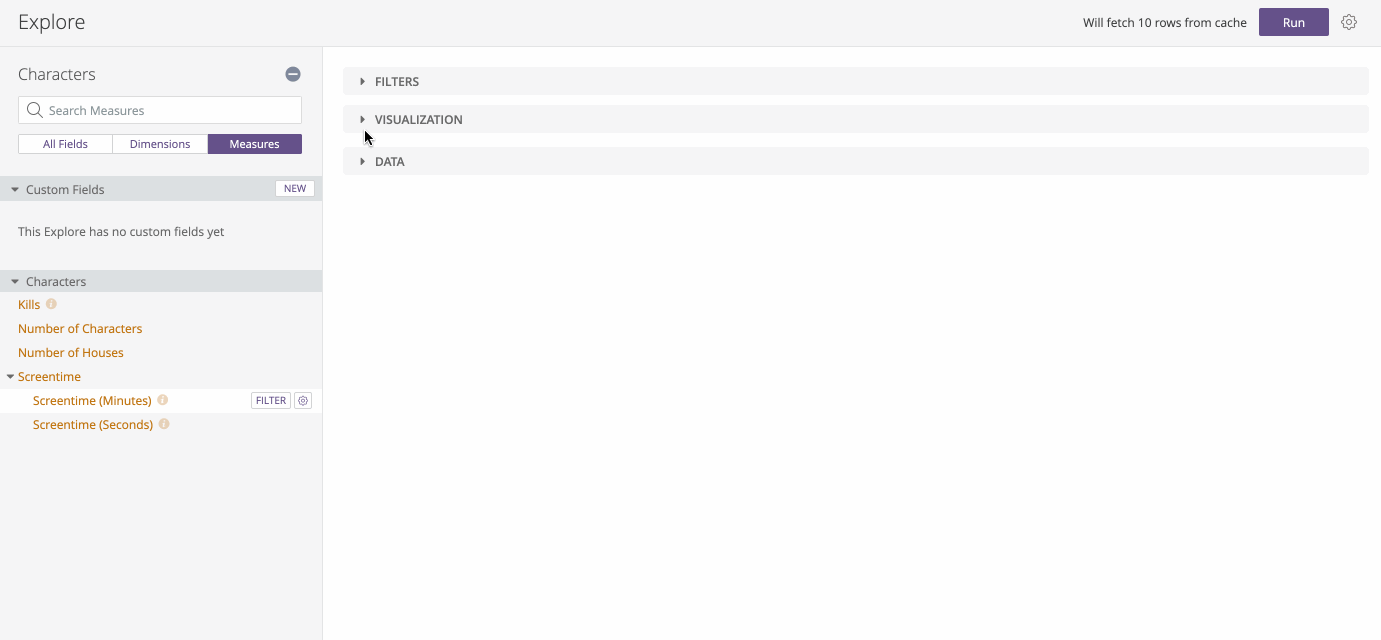 Explore
Will fetch 10 rows from cache
Run
Characters
Search Measures
All Fields
Dimensions
Measures
Custom Fields
NEW
This Explore has no custom fields yet
Characters
Kills
Number of Characters
Number of Houses
Screentime
Screentime (Minutes)
FILTER
Screentime (Seconds)
FILTERS
VISUALIZATION
DATA